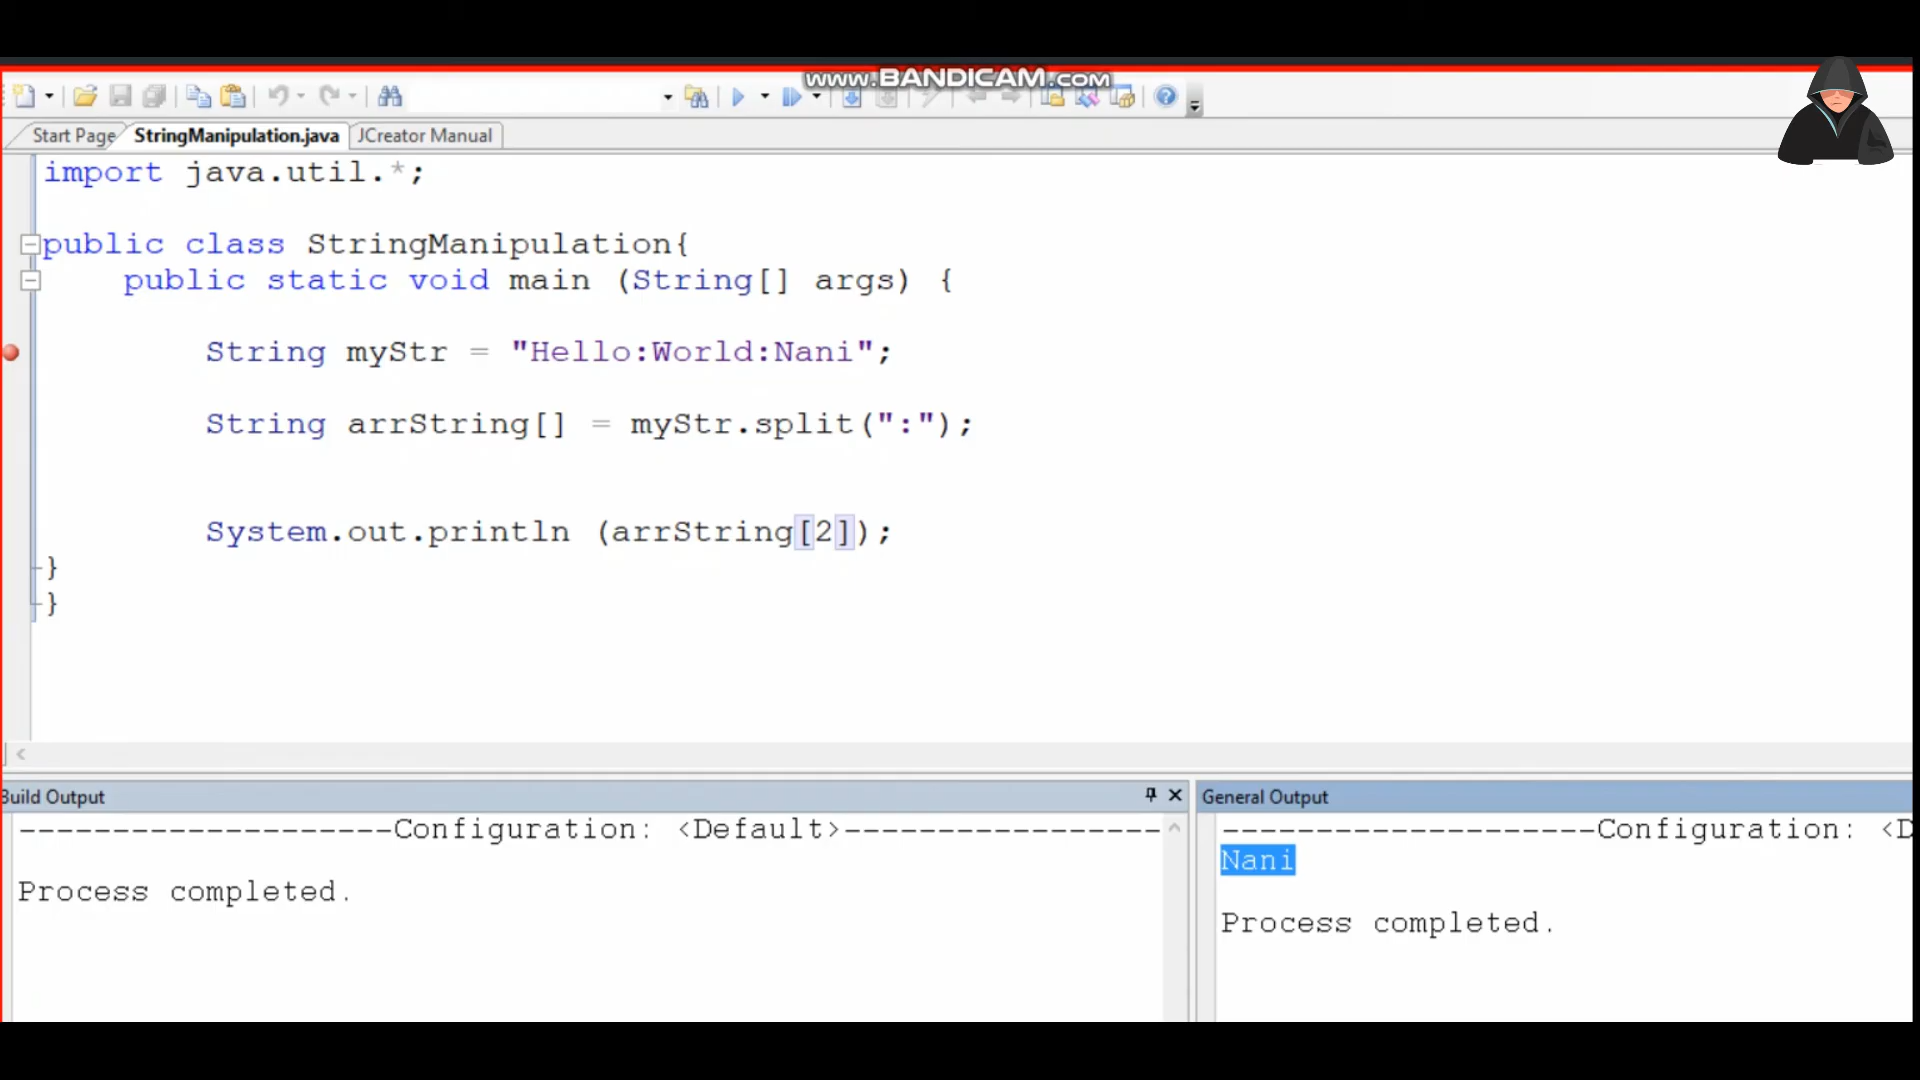 www.BANDICAM.com
Start Page
StringManipulation.java
JCreator Manual
import java.util.*;
public class StringManipulation{
public static void main (String[] args) {
String myStr = "Hello:World:Nani";
String arrString[] = myStr.split(":");
System.out.println (arrString[2]);
}
}
Build Output
General Output
--------------------Configuration: <Default>-----------------
--------------------Configuration: <D
Nani
Process completed.
Process completed.